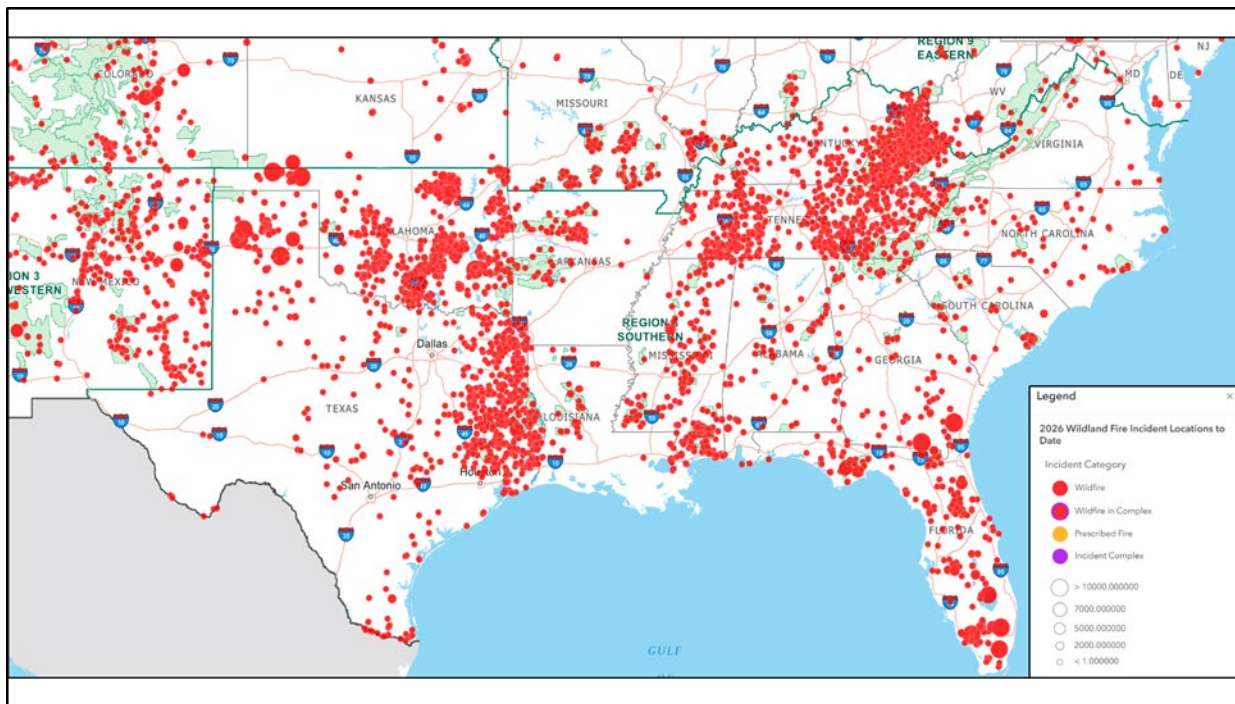 REGION 9
EASTERN
NJ
COLORADO
MD
DE
KANSAS
MISSOURI
WV
KENTUCKY
VIRGINIA
OKLAHOMA
TENNESSEE
NORTH CAROLINA
ARKANSAS
ION 3
WESTERN
NEW MEXICO
SOUTH CAROLINA
REGION 8
SOUTHERN
Dallas
MISSISSIPPI
ALABAMA
GEORGIA
TEXAS
LOUISIANA
Houston
San Antonio
FLORIDA
GULF
OF
Legend
×
2026 Wildland Fire Incident Locations to
Date
Incident Category
Wildfire
Wildfire in Complex
Prescribed Fire
Incident Complex
> 10000.000000
7000.000000
5000.000000
2000.000000
< 1.000000